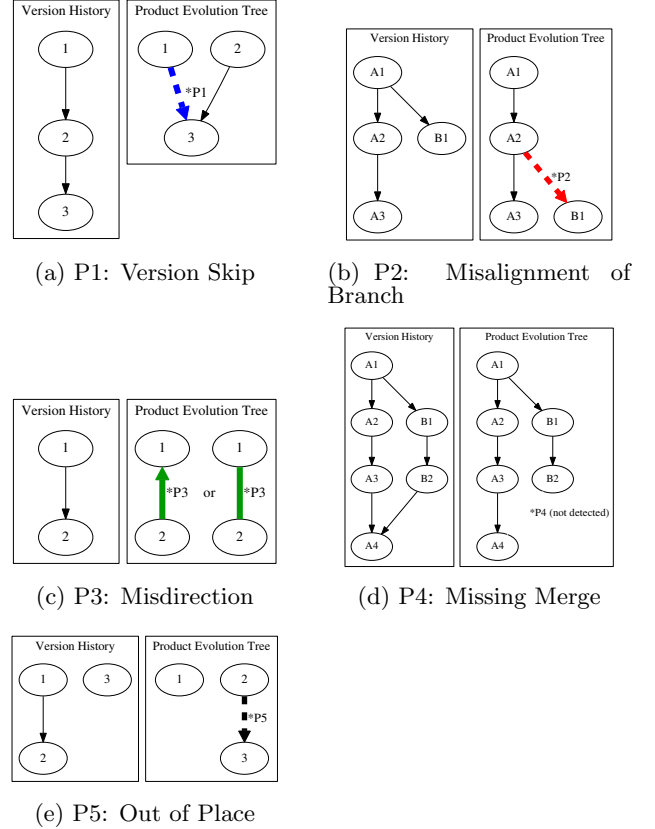 Version History
1
2
3
Product Evolution Tree
1 2
*P1
3
(a) P1: Version Skip
Version History
A1
A2 B1
A3
Product Evolution Tree
A1
A2
*P2
A3 B1
(b) P2: Misalignment of
Branch
Version History
1
2
Product Evolution Tree
1 1
*P3 or *P3
2 2
(c) P3: Misdirection
Version History
A1
A2 B1
A3 B2
A4
Product Evolution Tree
A1
A2 B1
A3 B2
*P4 (not detected)
A4
(d) P4: Missing Merge
Version History
1 3
2
Product Evolution Tree
1 2
*P5
3
(e) P5: Out of Place